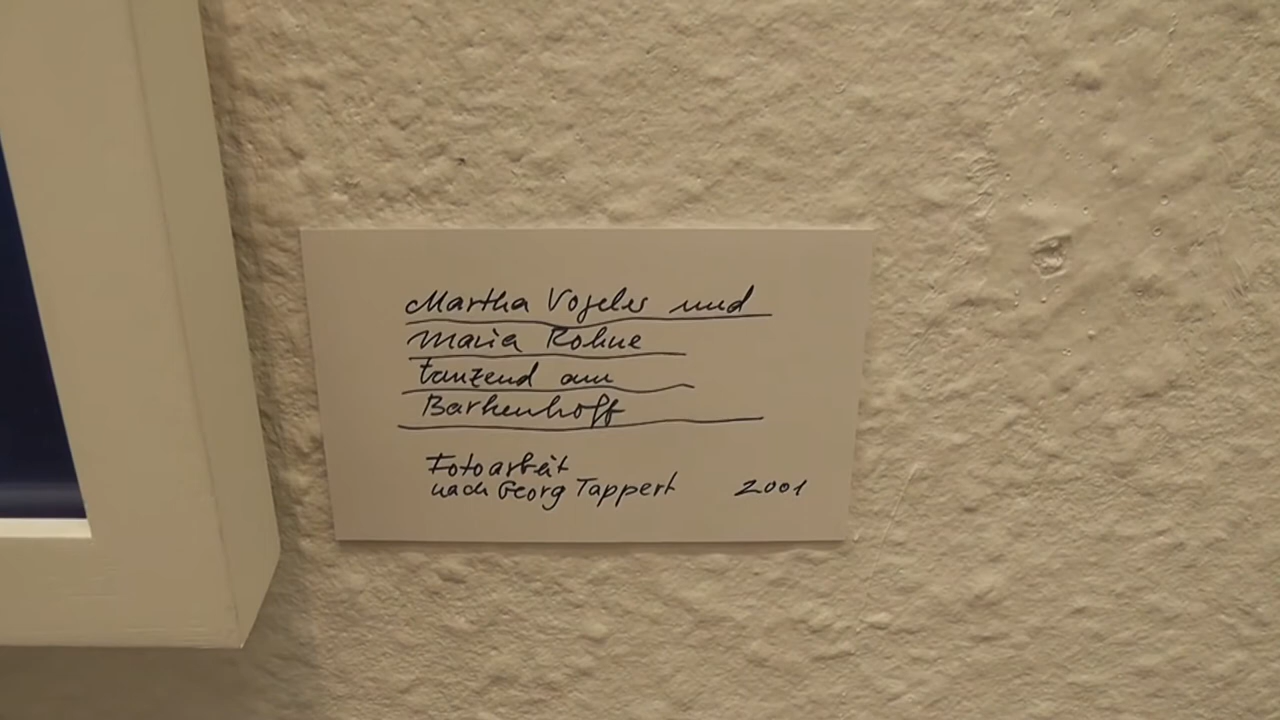 Martha Vogeler und
Maria Rohne
tanzend am
Barkenhoff
Fotoarbeit
nach Georg Tappert 2001